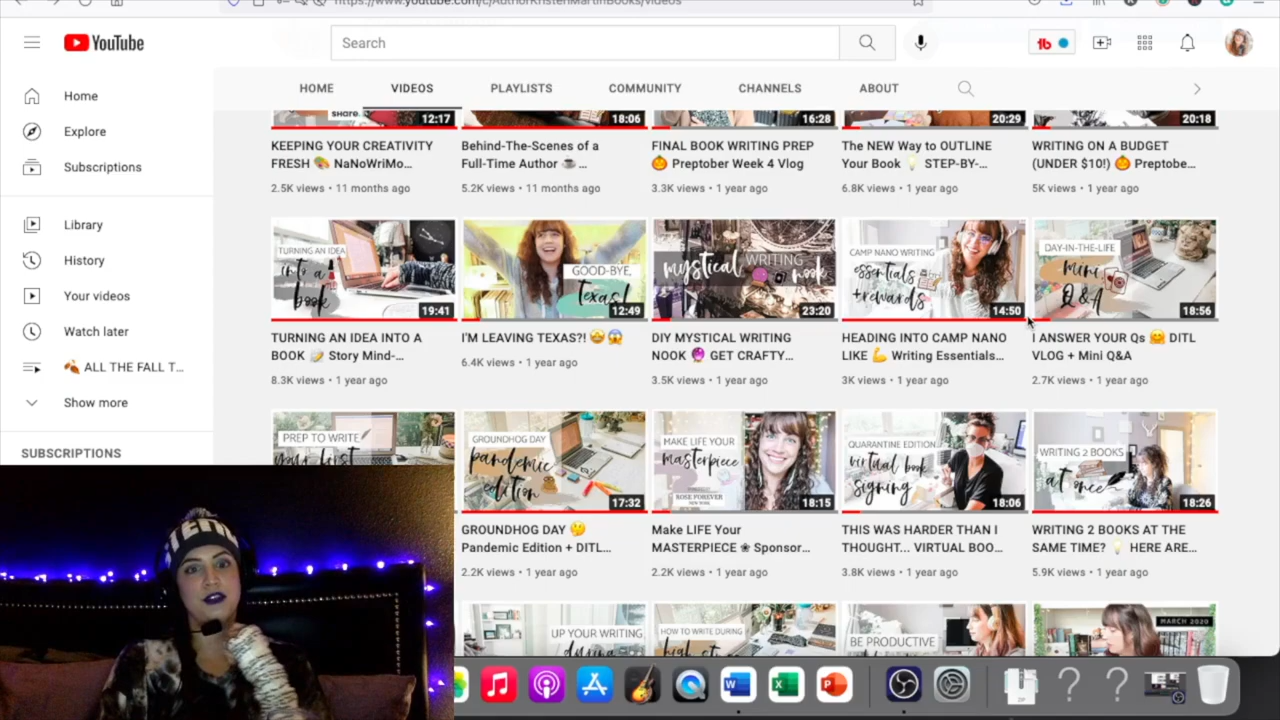 https://www.youtube.com/c/AuthorKristenMartinBooks/videos
YouTube
Search
HOME
VIDEOS
PLAYLISTS
COMMUNITY
CHANNELS
ABOUT
Home
Explore
Subscriptions
Library
History
Your videos
Watch later
ALL THE FALL T...
Show more
SUBSCRIPTIONS
share.
12:17
18:06
16:28
20:29
20:18
KEEPING YOUR CREATIVITY
FRESH 🎨 NaNoWriMo...
2.5K views • 11 months ago
Behind-The-Scenes of a
Full-Time Author ☕ ...
5.2K views • 11 months ago
FINAL BOOK WRITING PREP
🎃 Preptober Week 4 Vlog
3.3K views • 1 year ago
The NEW Way to OUTLINE
Your Book 💡 STEP-BY-...
6.8K views • 1 year ago
WRITING ON A BUDGET
(UNDER $10!) 🎃 Preptobe...
5K views • 1 year ago
TURNING AN IDEA
into a
book
19:41
GOOD-BYE,
Texas!
12:49
mystical WRITING nook
23:20
CAMP NANO WRITING
essentials
+rewards
14:50
DAY-IN-THE-LIFE
mini
Q&A
18:56
TURNING AN IDEA INTO A
BOOK 📝 Story Mind-...
8.3K views • 1 year ago
I'M LEAVING TEXAS?! 🤩 😱
6.4K views • 1 year ago
DIY MYSTICAL WRITING
NOOK 🔮 GET CRAFTY...
3.5K views • 1 year ago
HEADING INTO CAMP NANO
LIKE 💪 Writing Essentials...
3K views • 1 year ago
I ANSWER YOUR Qs 🤗 DITL
VLOG + Mini Q&A
2.7K views • 1 year ago
PREP TO WRITE
your best
GROUNDHOG DAY
pandemic
edition
17:32
MAKE LIFE YOUR
masterpiece
ROSE FOREVER
NEW YORK
18:15
QUARANTINE EDITION
virtual book
signing
18:06
WRITING 2 BOOKS
at once
18:26
GROUNDHOG DAY 🤔
Pandemic Edition + DITL...
2.2K views • 1 year ago
Make LIFE Your
MASTERPIECE ❀ Sponsor...
2.2K views • 1 year ago
THIS WAS HARDER THAN I
THOUGHT... VIRTUAL BOO...
3.8K views • 1 year ago
WRITING 2 BOOKS AT THE
SAME TIME? 💡 HERE ARE...
5.9K views • 1 year ago
UP YOUR WRITING
HOW TO WRITE DURING
BE PRODUCTIVE
MARCH 2020